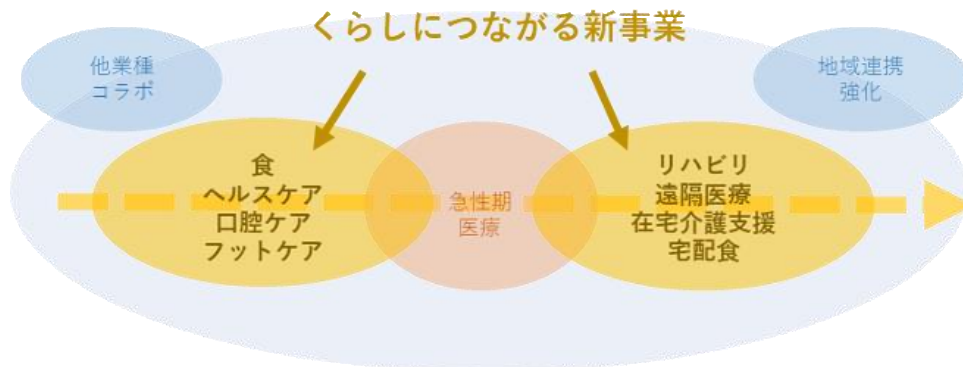 くらしにつながる新事業
他業種
コラボ
地域連携
強化
食
ヘルスケア
口腔ケア
フットケア
急性期
医療
リハビリ
遠隔医療
在宅介護支援
宅配食